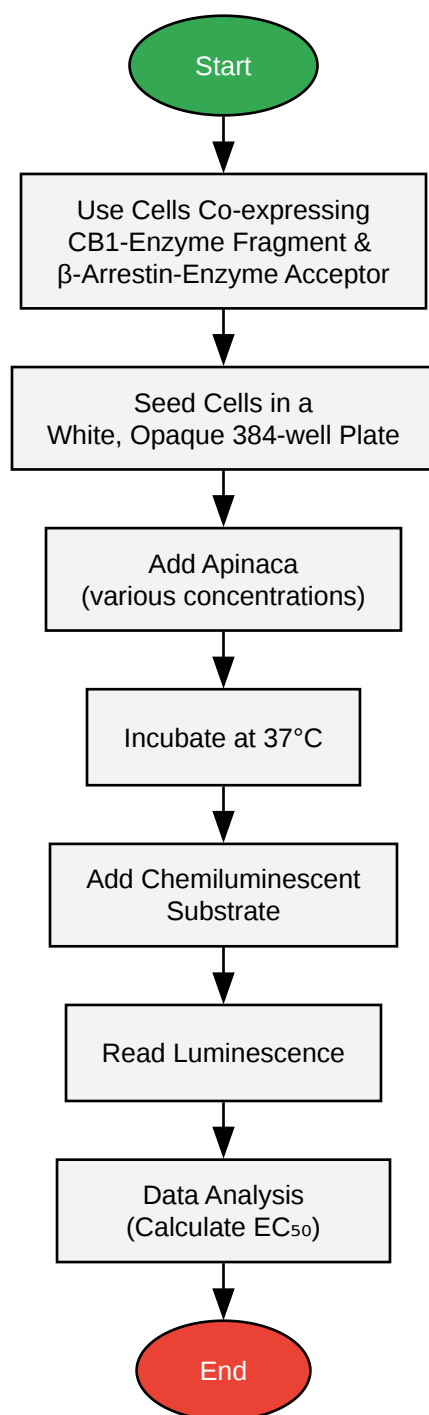 Start
Use Cells Co-expressing
CB1-Enzyme Fragment &
β-Arrestin-Enzyme Acceptor
Seed Cells in a
White, Opaque 384-well Plate
Add Apinaca
(various concentrations)
Incubate at 37°C
Add Chemiluminescent
Substrate
Read Luminescence
Data Analysis
(Calculate EC₅₀)
End